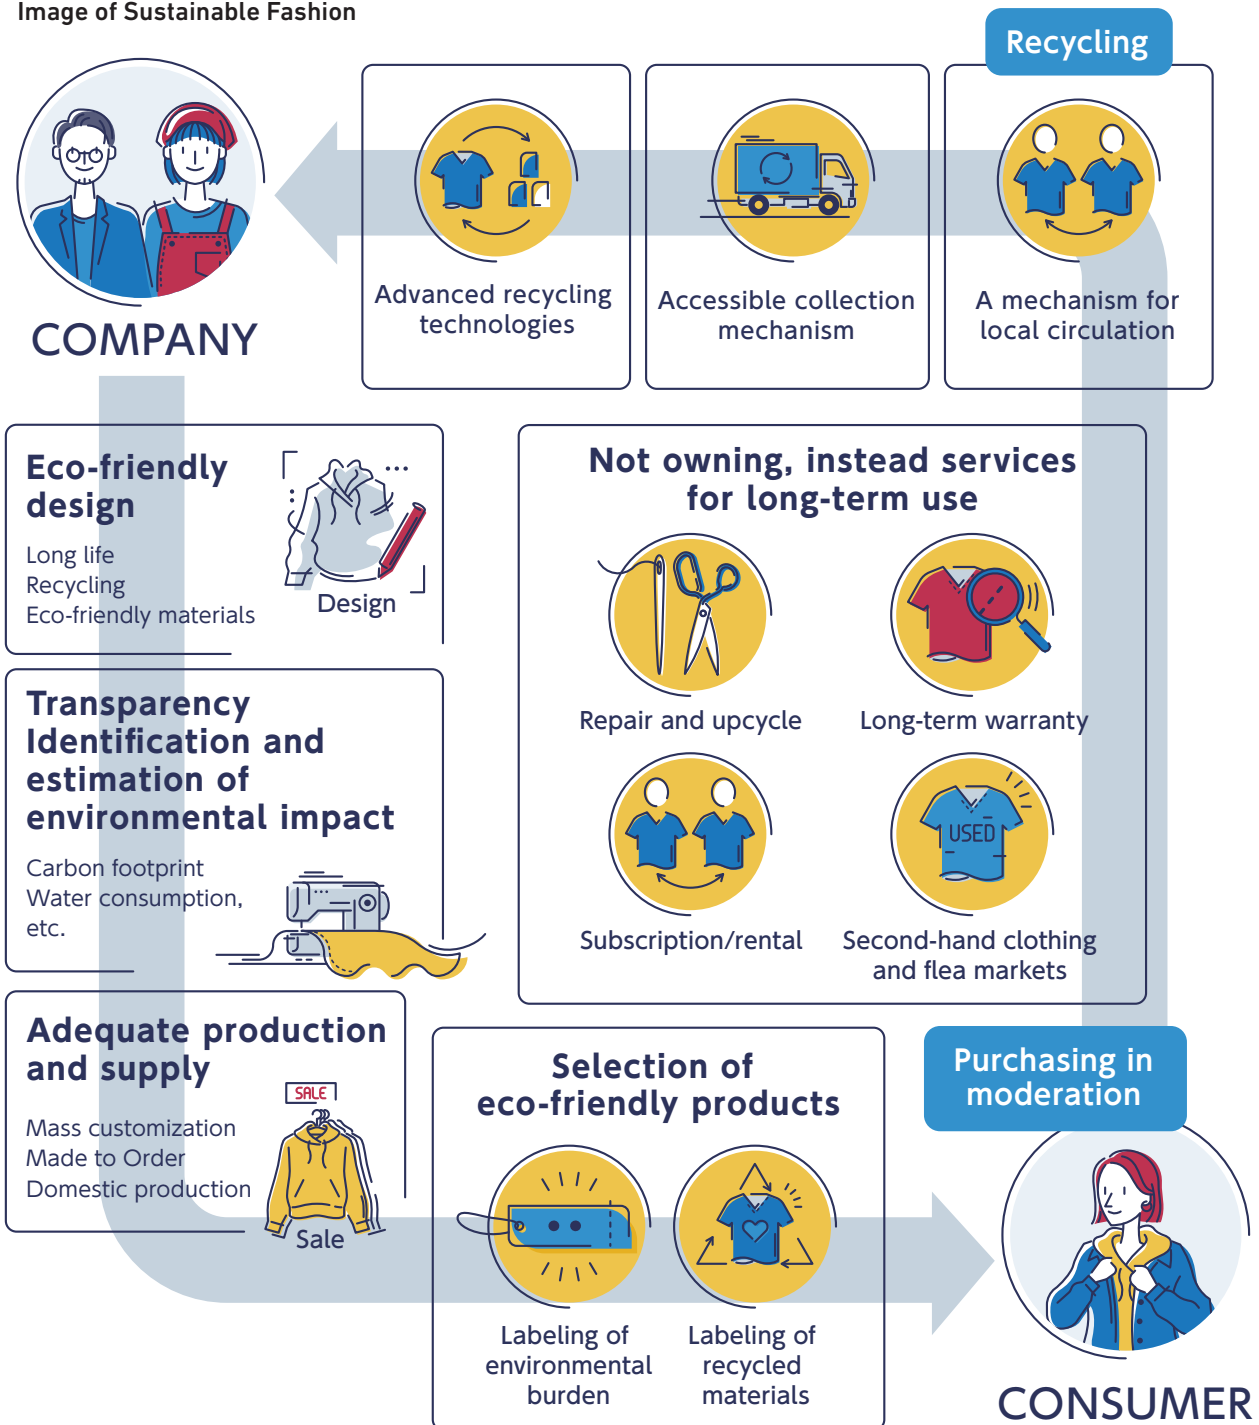 Image of Sustainable Fashion
Recycling
Advanced recycling
technologies
Accessible collection
mechanism
A mechanism for
local circulation
COMPANY
Eco-friendly
design
Long life
Recycling
Eco-friendly materials
Design
Transparency
Identification and
estimation of
environmental impact
Carbon footprint
Water consumption,
etc.
Adequate production
and supply
Mass customization
Made to Order
Domestic production
SALE
Sale
Not owning, instead services
for long-term use
Repair and upcycle
Long-term warranty
Subscription/rental
USED
Second-hand clothing
and flea markets
Selection of
eco-friendly products
Labeling of
environmental
burden
Labeling of
recycled
materials
Purchasing in
moderation
CONSUMER